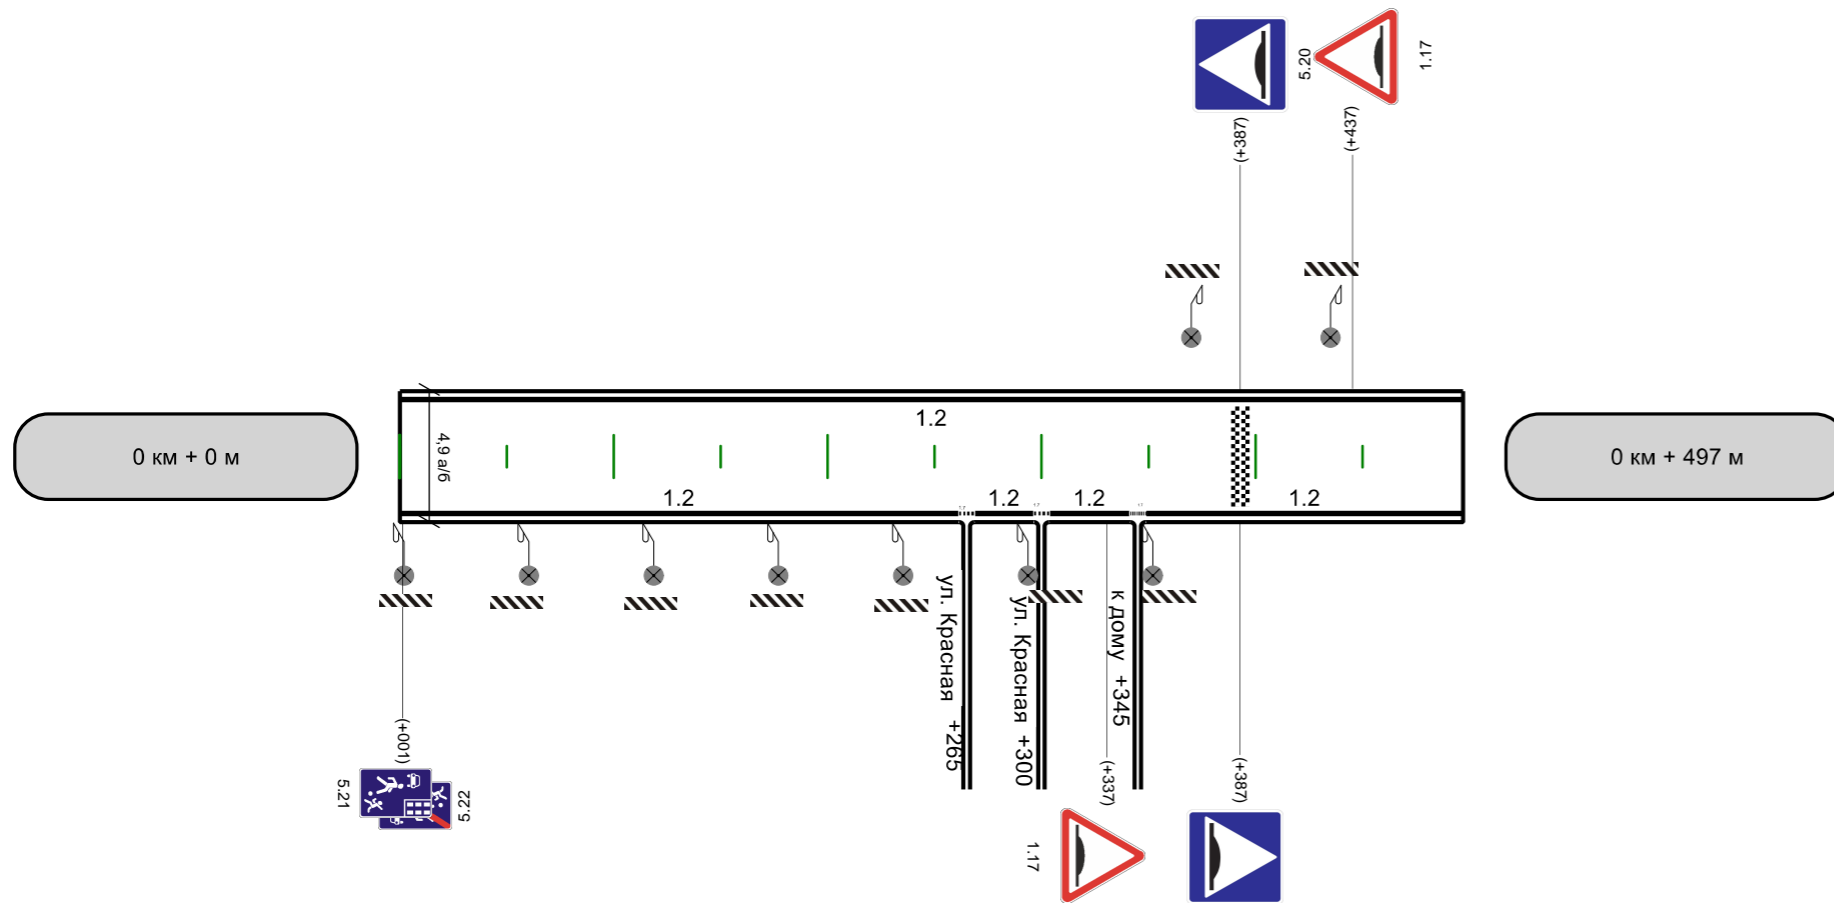 5.20
1.17
(+387)
(+437)
0 км + 0 м
4,9 а/б
1.2
1.2
1.2
1.2
1.2
0 км + 497 м
ул. Красная +265
ул. Красная +300
к дому +345
(+001)
5.21
5.22
(+337)
1.17
(+387)